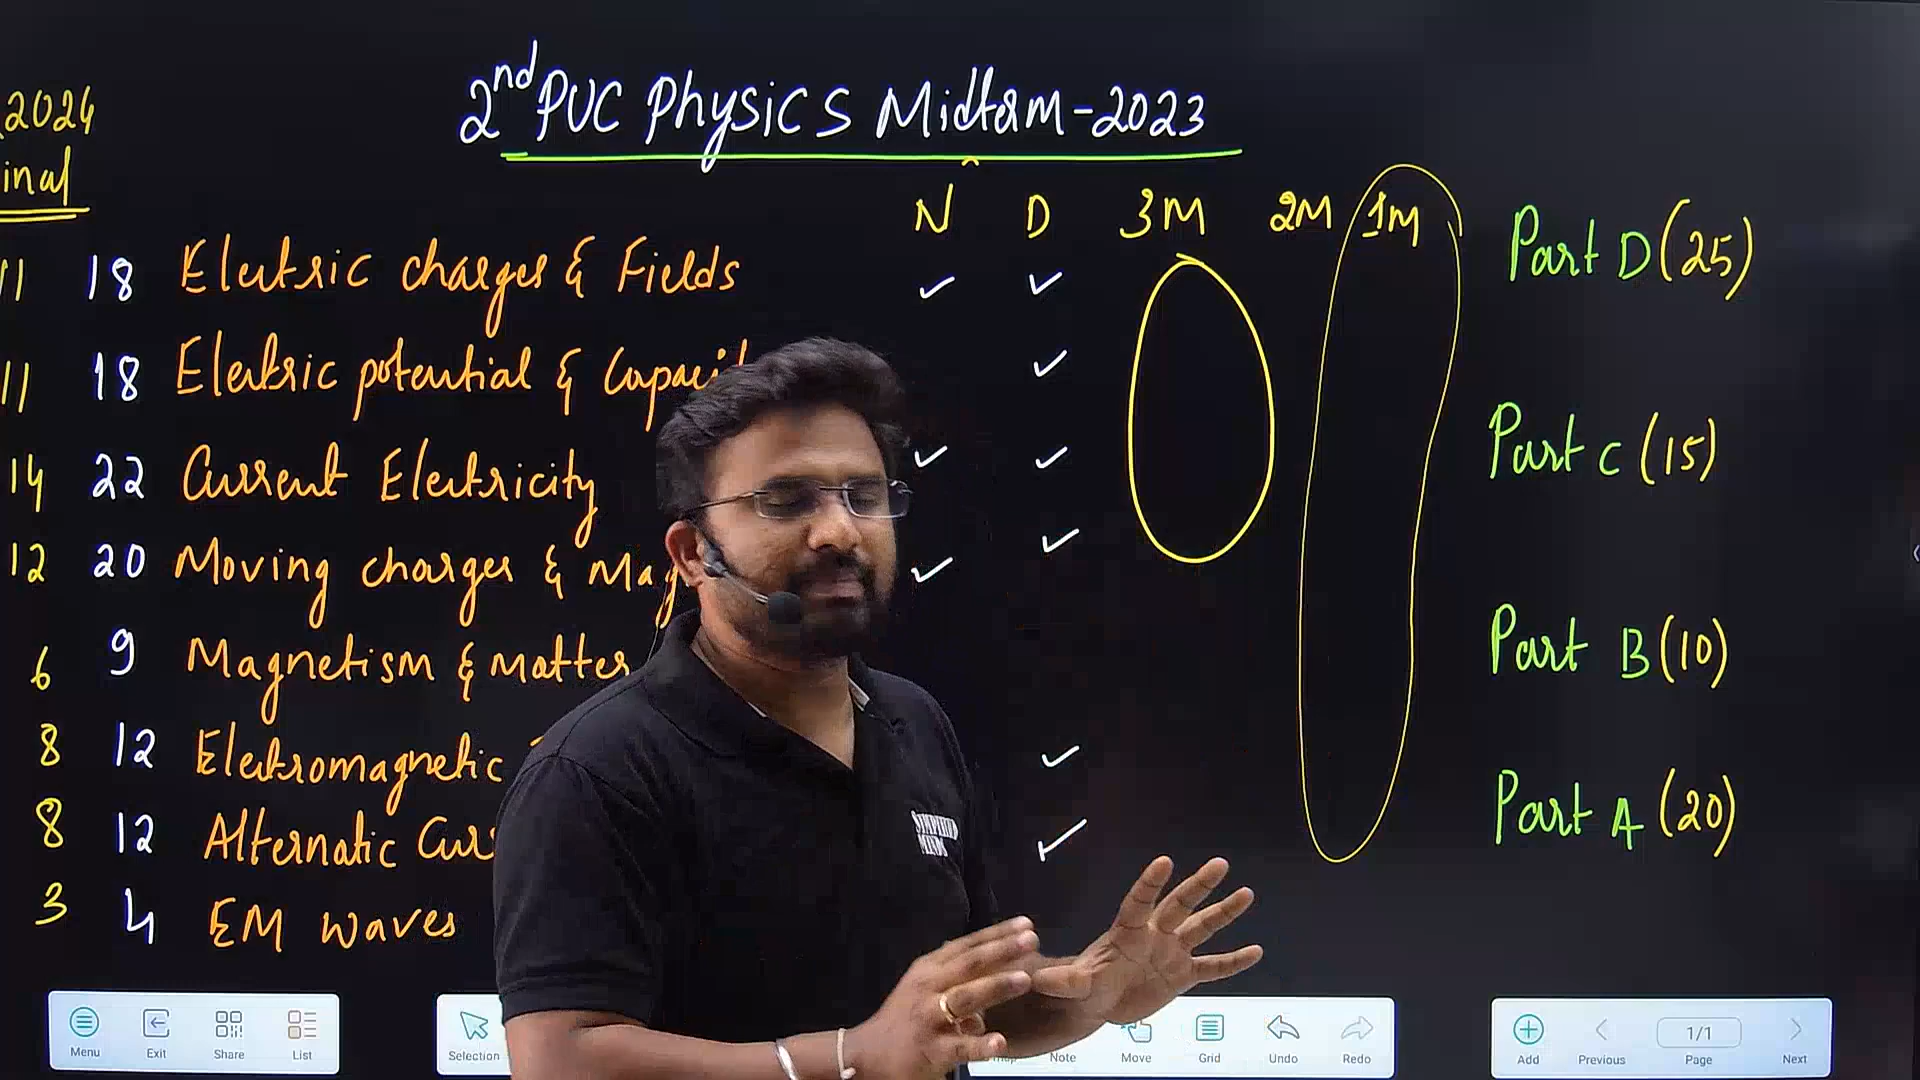 2nd PUC Physics Midterm-2023
2024
inal
N D 3M 2M 1M
11 18 Electric charges & Fields
11 18 Electric potential & Capaci
14 22 Current Electricity
12 20 Moving charges & Mag
6 9 Magnetism & matter
8 12 Electromagnetic
8 12 Alternatic Cur
3 4 EM waves
Part D (25)
Part C (15)
Part B (10)
Part A (20)
SIMPLIFIED
MINDS
Menu Exit Share List
Selection
Note Move Grid Undo Redo
Add Previous 1/1 Page Next